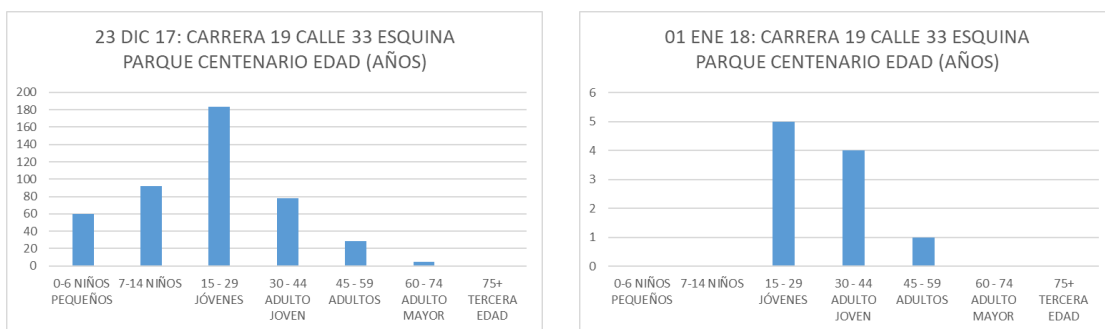 23 DIC 17: CARRERA 19 CALLE 33 ESQUINA
PARQUE CENTENARIO EDAD (AÑOS)
200
180
160
140
120
100
80
60
40
20
0
0-6 NIÑOS
PEQUEÑOS
7-14 NIÑOS
15 - 29
JÓVENES
30 - 44
ADULTO
JOVEN
45 - 59
ADULTOS
60 - 74
ADULTO
MAYOR
75+
TERCERA
EDAD
01 ENE 18: CARRERA 19 CALLE 33 ESQUINA
PARQUE CENTENARIO EDAD (AÑOS)
6
5
4
3
2
1
0
0-6 NIÑOS
PEQUEÑOS
7-14 NIÑOS
15 - 29
JÓVENES
30 - 44
ADULTO
JOVEN
45 - 59
ADULTOS
60 - 74
ADULTO
MAYOR
75+
TERCERA
EDAD